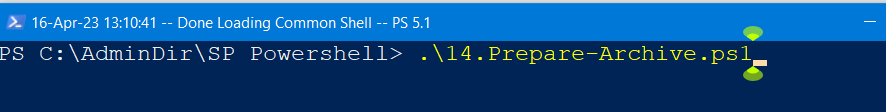 16-Apr-23 13:10:41 -- Done Loading Common Shell -- PS 5.1
PS C:\AdminDir\SP Powershell> .\14.Prepare-Archive.ps1